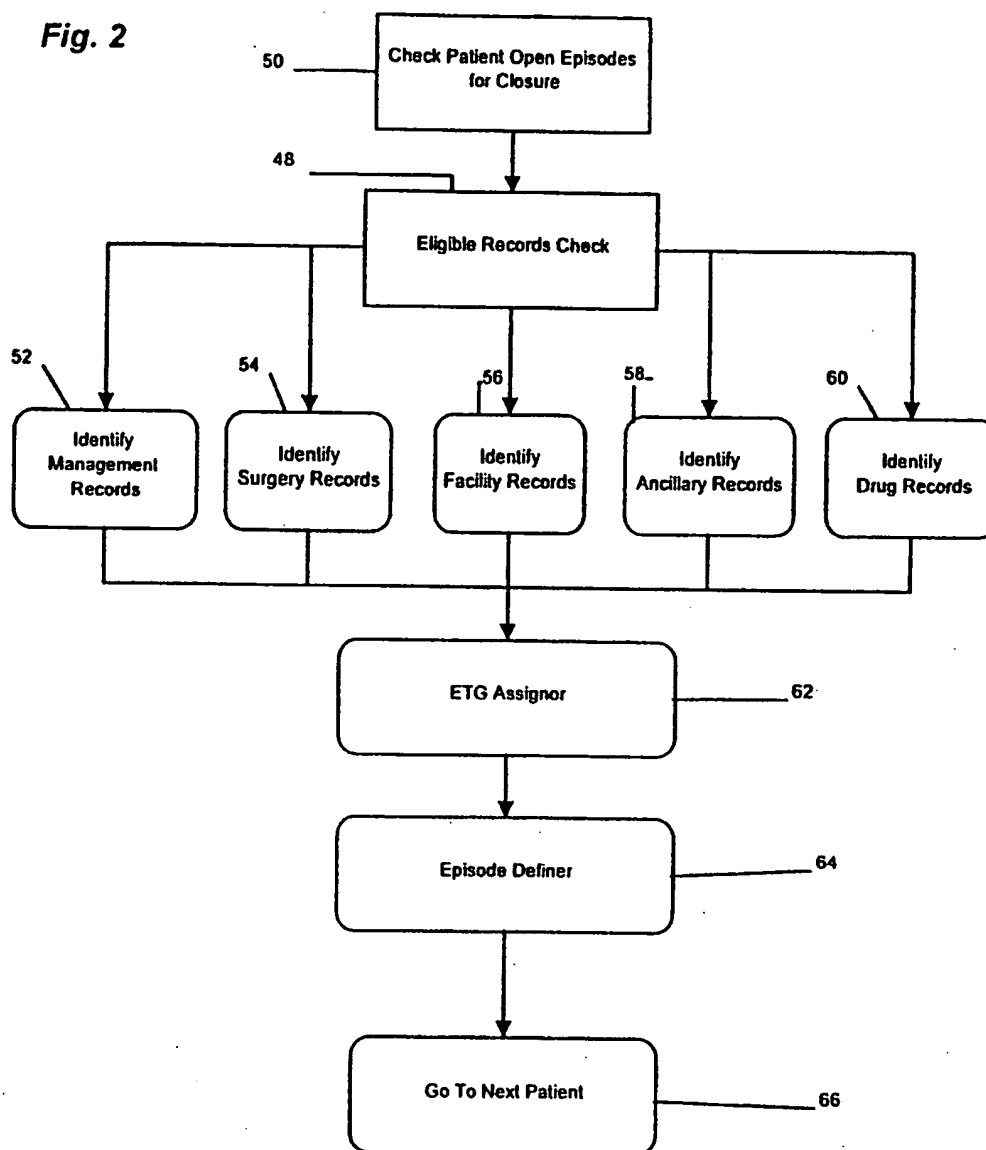 Fig. 2
50
Check Patient Open Episodes
for Closure
48
Eligible Records Check
52
Identify
Management
Records
54
Identify
Surgery Records
56
Identify
Facility Records
58
Identify
Ancillary Records
60
Identify
Drug Records
ETG Assignor
62
Episode Definer
64
Go To Next Patient
66